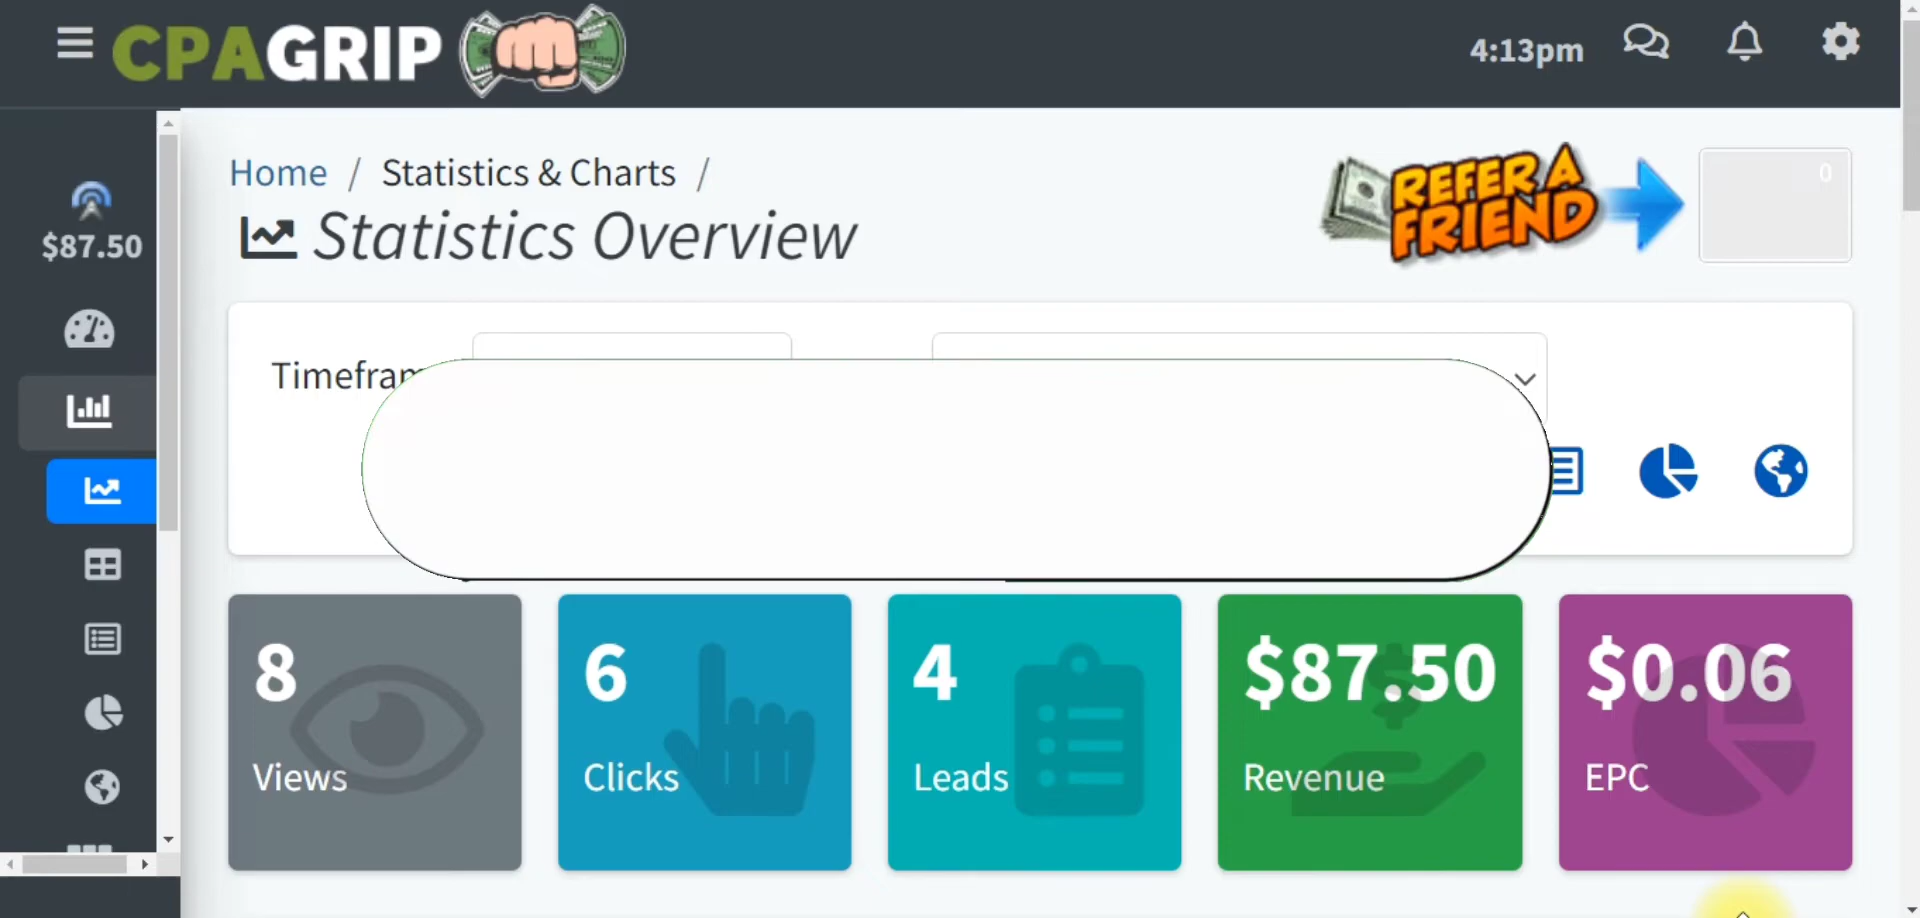 CPAGRIP
4:13pm
$87.50
Home / Statistics & Charts /
Statistics Overview
REFER A
FRIEND
0
8
Views
6
Clicks
4
Leads
$87.50
Revenue
$0.06
EPC